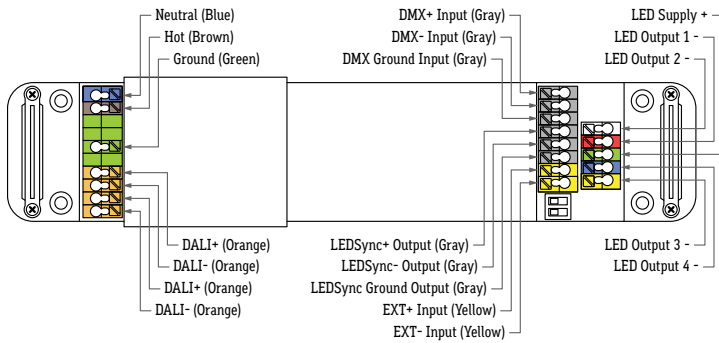 Neutral (Blue)
Hot (Brown)
Ground (Green)
DMX+ Input (Gray)
DMX- Input (Gray)
DMX Ground Input (Gray)
LED Supply +
LED Output 1 -
LED Output 2 -
DALI+ (Orange)
DALI- (Orange)
DALI+ (Orange)
DALI- (Orange)
LEDSync+ Output (Gray)
LEDSync- Output (Gray)
LEDSync Ground Output (Gray)
EXT+ Input (Yellow)
EXT- Input (Yellow)
LED Output 3 -
LED Output 4 -